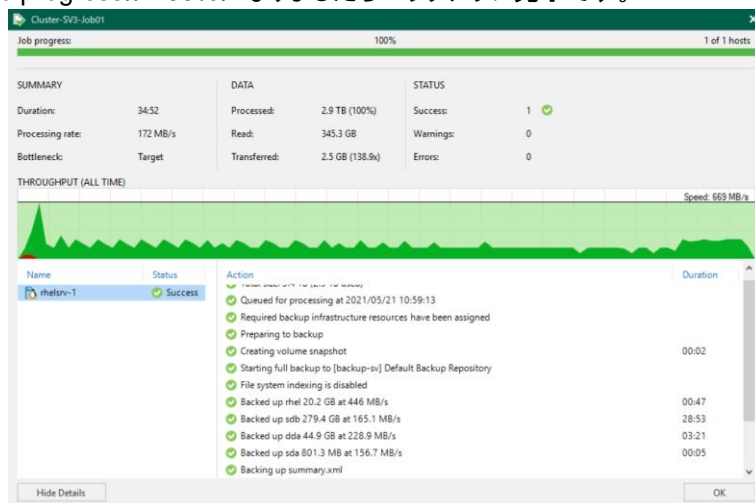 Cluster-SV3-Job01
Job progress: 100% 1 of 1 hosts
SUMMARY DATA STATUS
Duration: 34:52 Processed: 2.9 TB (100%) Success: 1
Processing rate: 172 MB/s Read: 345.3 GB Warnings: 0
Bottleneck: Target Transferred: 2.5 GB (138.9x) Errors: 0
THROUGHPUT (ALL TIME)
Speed: 669 MB/s
Name Status Action Duration
rhelsrv-1 Success
Queued for processing at 2021/05/21 10:59:13
Required backup infrastructure resources have been assigned
Preparing to backup
Creating volume snapshot 00:02
Starting full backup to [backup-sv] Default Backup Repository
File system indexing is disabled
Backed up rhel 20.2 GB at 446 MB/s 00:47
Backed up sdb 279.4 GB at 165.1 MB/s 28:53
Backed up dda 44.9 GB at 228.9 MB/s 03:21
Backed up sda 801.3 MB at 156.7 MB/s 00:05
Backing up summary.xml
Hide Details OK